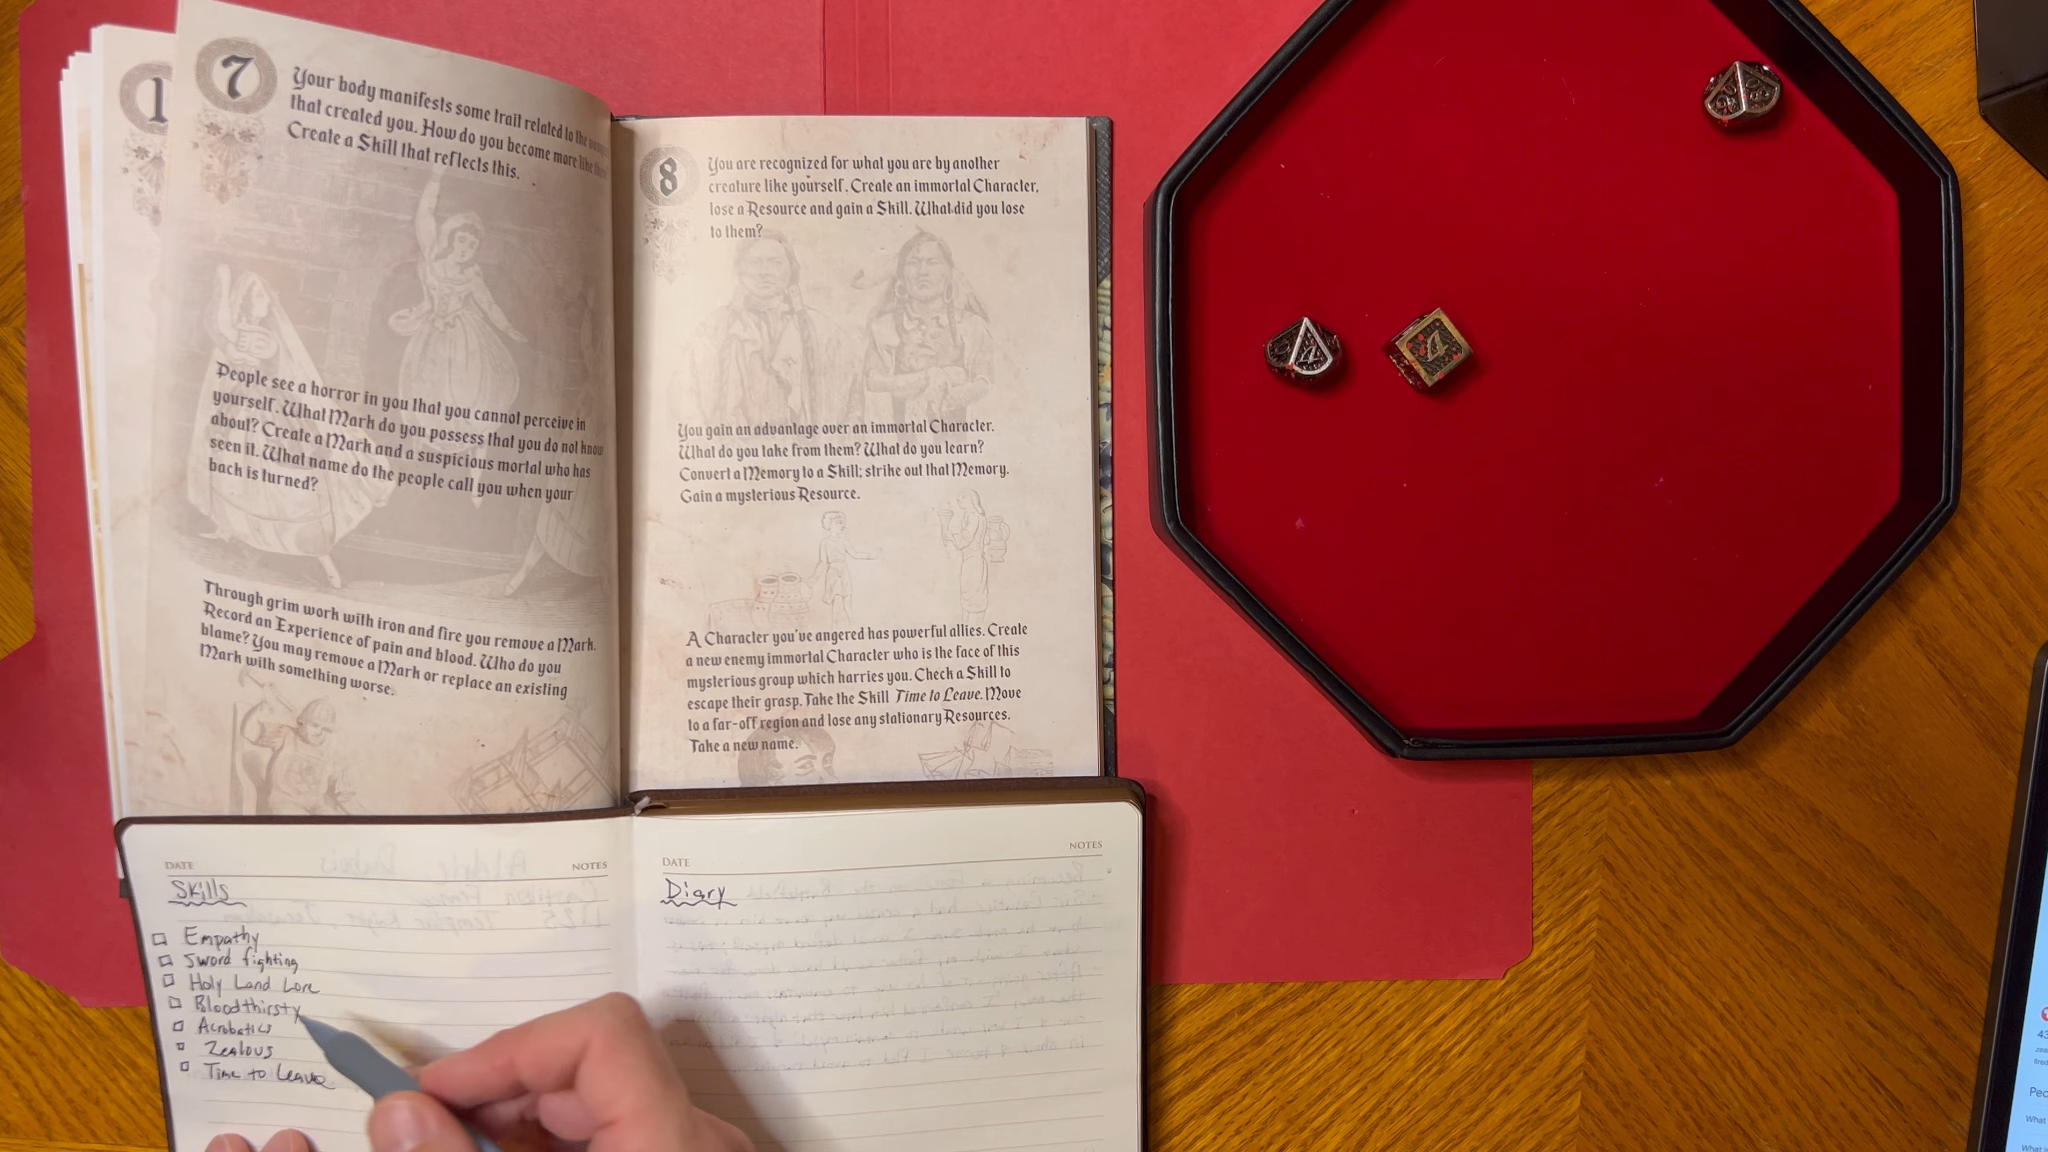 1
7
Your body manifests some trait related to the
that created you. How do you become more like
Create a Skill that reflects this.
People see a horror in you that you cannot perceive in
yourself. What Mark do you possess that you do not know
about? Create a Mark and a suspicious mortal who has
seen it. What name do the people call you when your
back is turned?
Through grim work with iron and fire you remove a Mark.
Record an Experience of pain and blood. Who do you
blame? You may remove a Mark or replace an existing
Mark with something worse.
8
You are recognized for what you are by another
creature like yourself. Create an immortal Character,
lose a Resource and gain a Skill. What did you lose
to them?
You gain an advantage over an immortal Character.
What do you take from them? What do you learn?
Convert a Memory to a Skill; strike out that Memory.
Gain a mysterious Resource.
A Character you've angered has powerful allies. Create
a new enemy immortal Character who is the face of this
mysterious group which harries you. Check a Skill to
escape their grasp. Take the Skill Time to Leave. Move
to a far-off region and lose any stationary Resources.
Take a new name.
DATE
NOTES
Skills
Empathy
Sword fighting
Holy Land Lore
Bloodthirsty
Acrobatics
Zealous
Time to Leave
DATE
NOTES
Diary
4
4
43
What